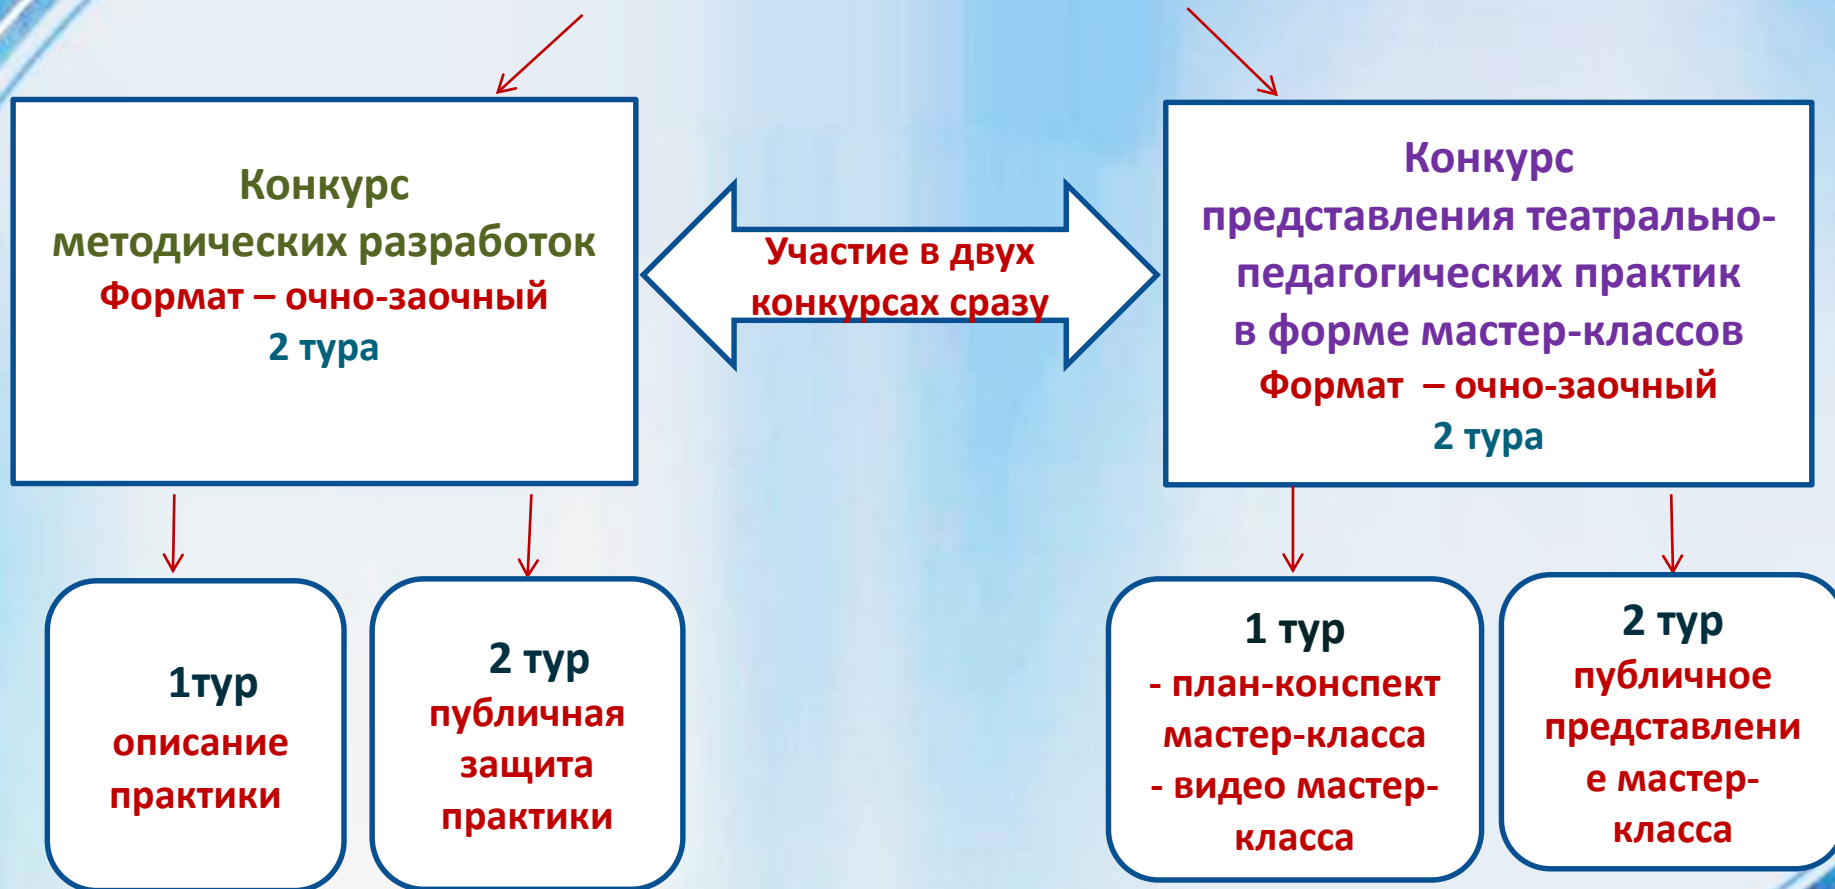 Конкурс
методических разработок
Формат – очно-заочный
2 тура
Участие в двух
конкурсах сразу
Конкурс
представления театрально-
педагогических практик
в форме мастер-классов
Формат – очно-заочный
2 тура
1тур
описание
практики
2 тур
публичная
защита
практики
1 тур
- план-конспект
мастер-класса
- видео мастер-
класса
2 тур
публичное
представлени
е мастер-
класса